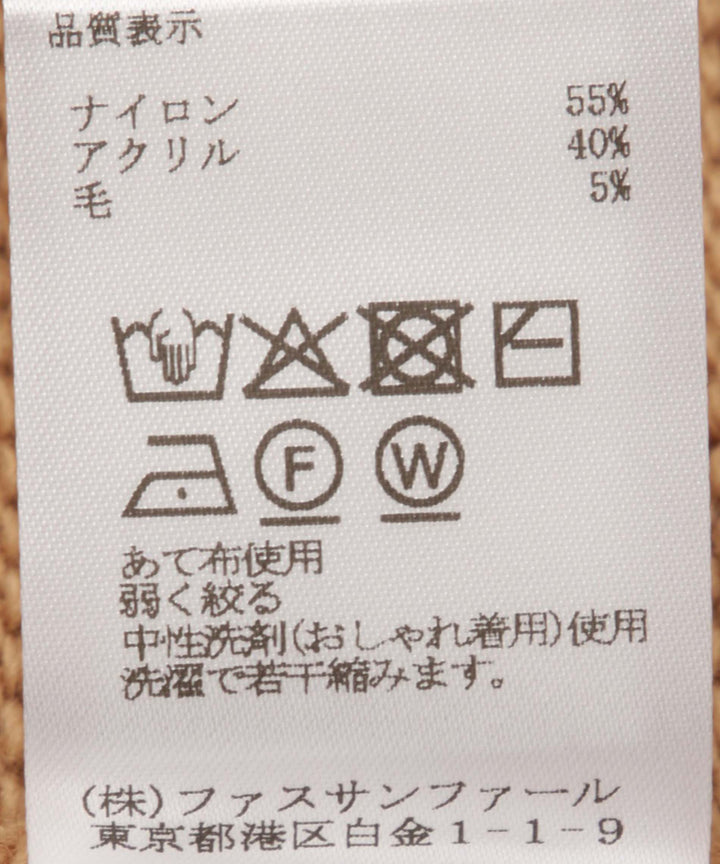 品質表示
ナイロン 55%
アクリル 40%
毛 5%
F W
あて布使用
弱く絞る
中性洗剤(おしゃれ着用)使用
洗濯で若干縮みます。
(株)ファスサンファール
東京都港区白金1-1-9